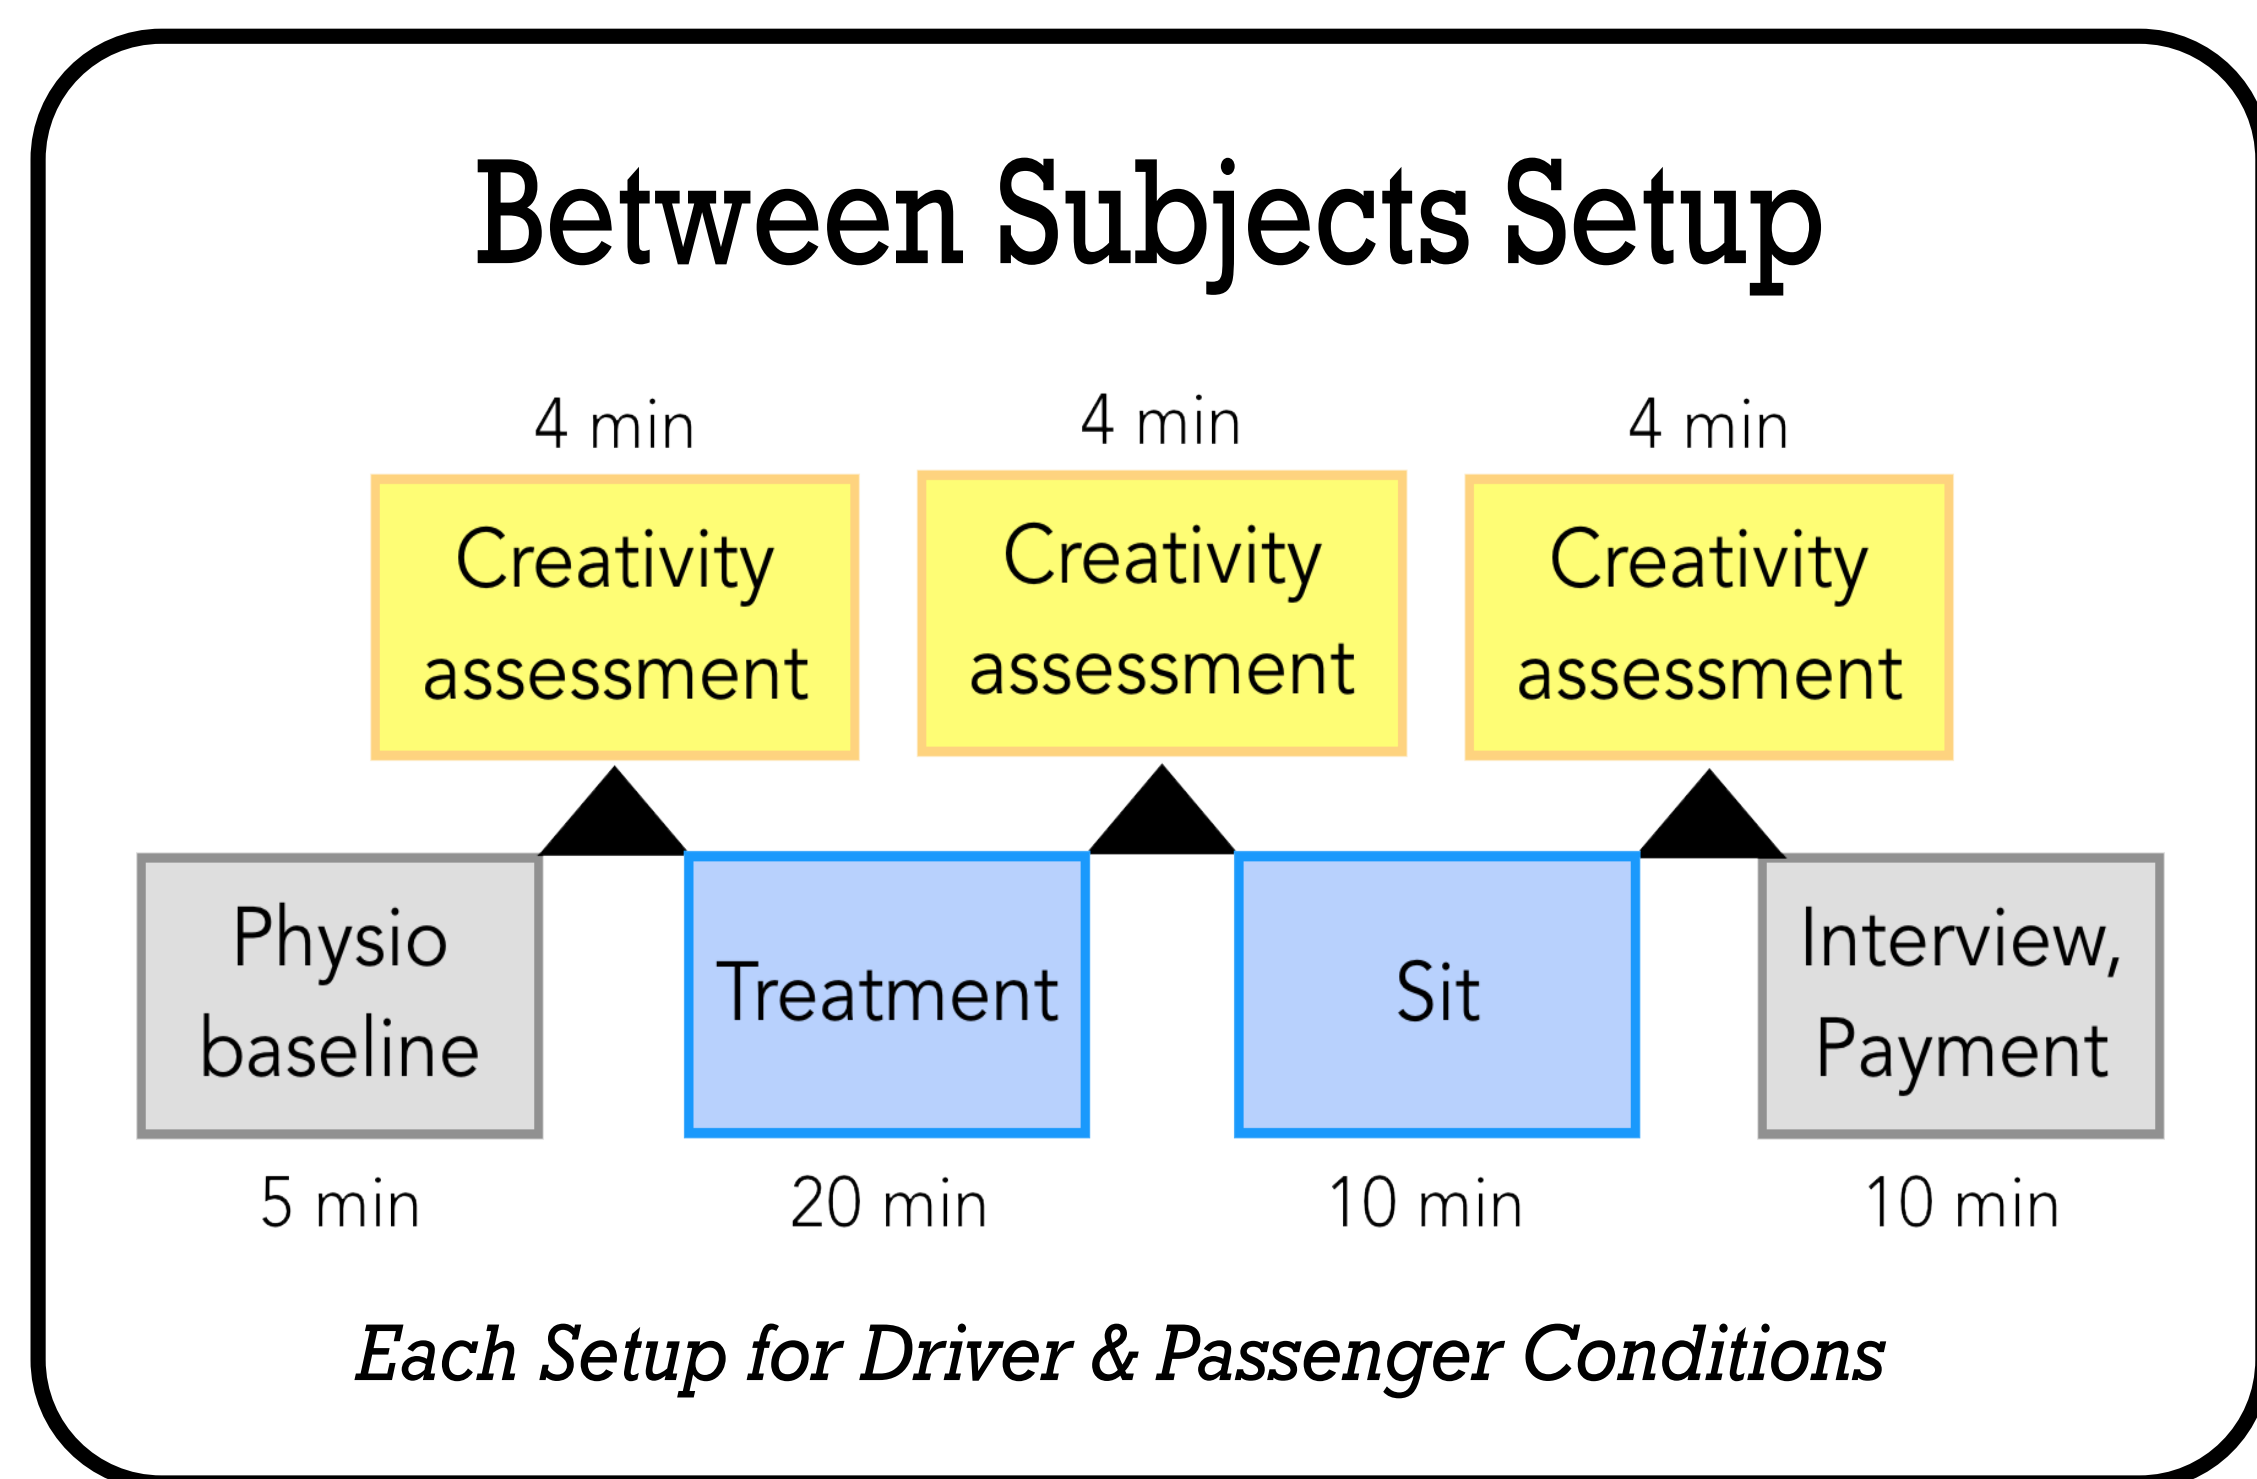 Between Subjects Setup
4 min
4 min
4 min
Creativity
assessment
Creativity
assessment
Creativity
assessment
Physio
baseline
Treatment
Sit
Interview,
Payment
5 min
20 min
10 min
10 min
Each Setup for Driver & Passenger Conditions